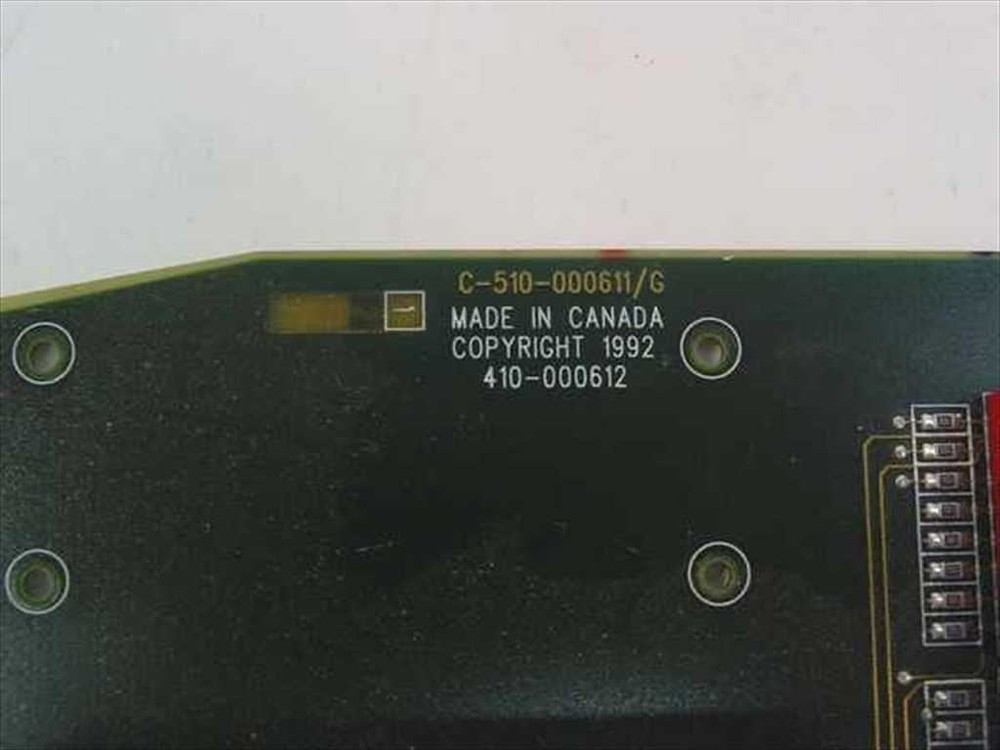 C-510-000611/G
MADE IN CANADA
COPYRIGHT 1992
410-000612